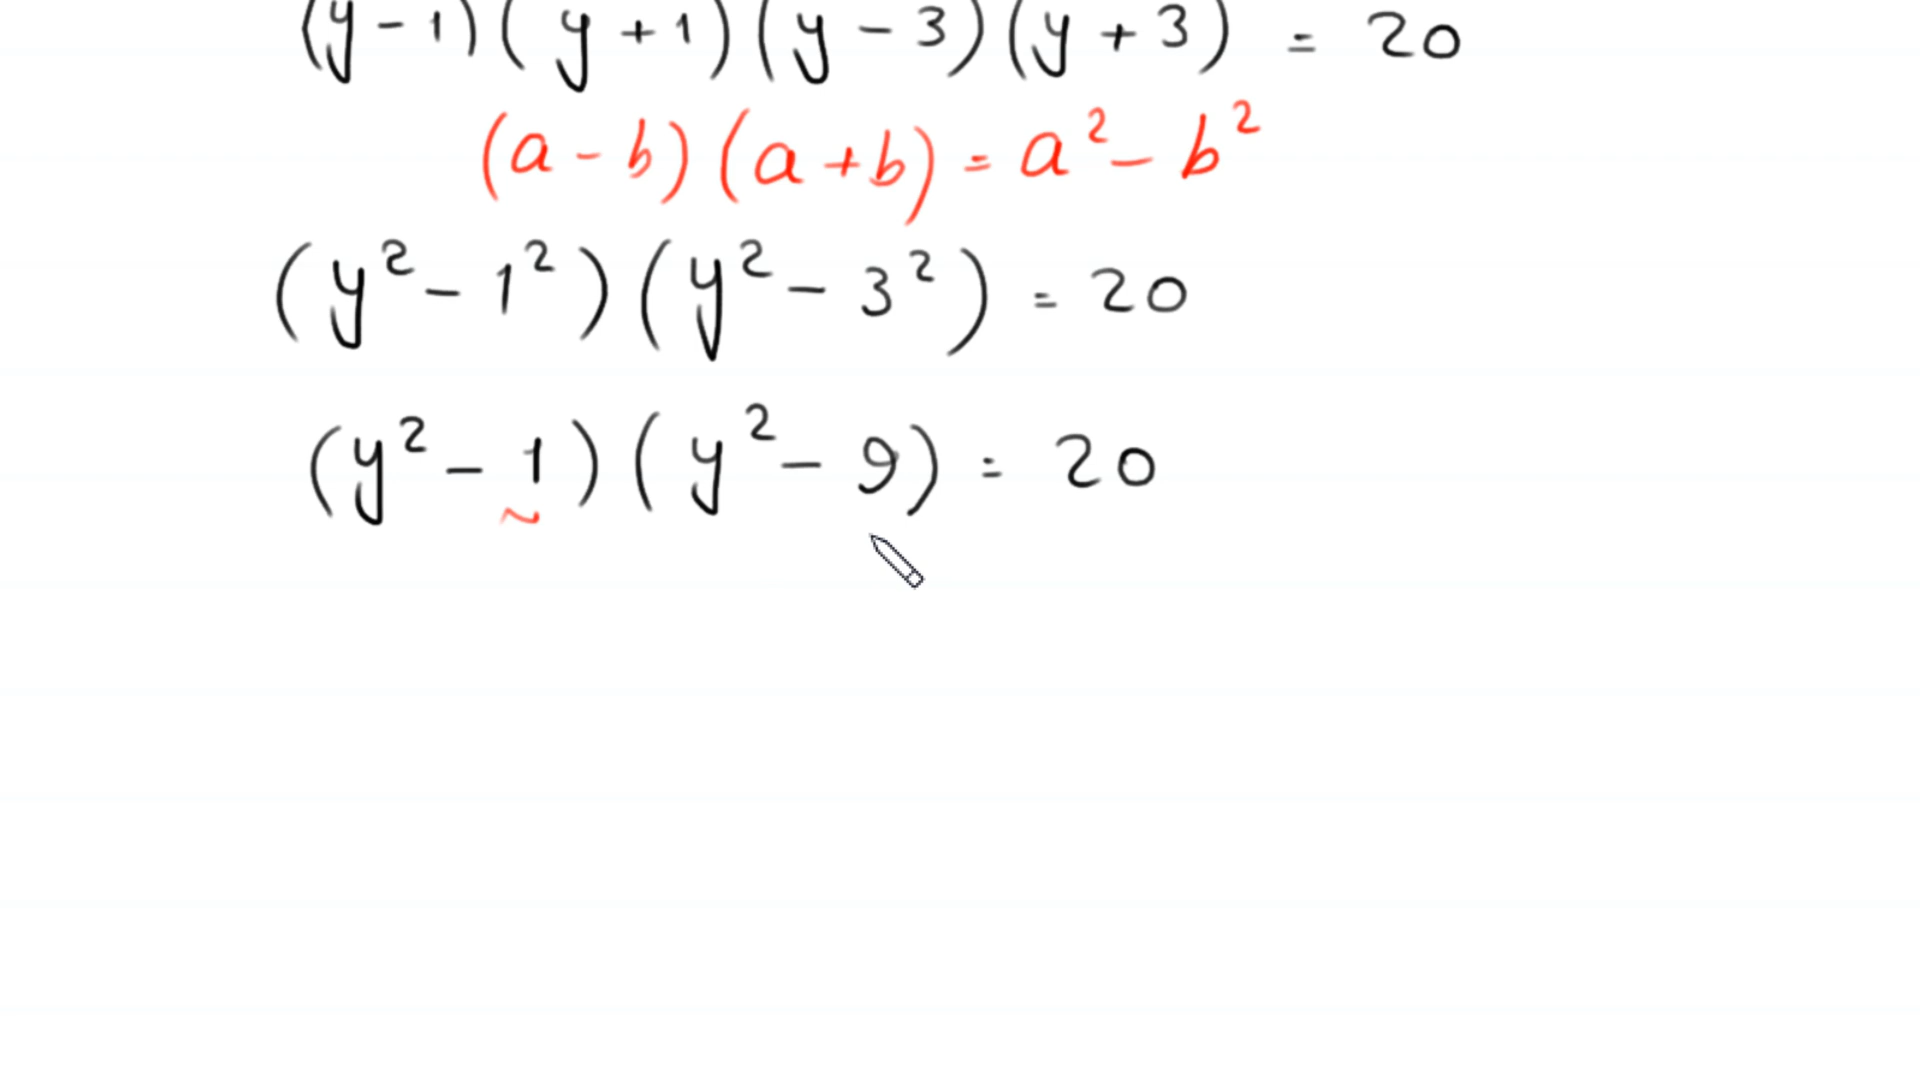 (y-1)(y+1)(y-3)(y+3) = 20
(a-b)(a+b) = a²-b²
(y²-1²)(y²-3²) = 20
(y²-1)(y²-9) = 20